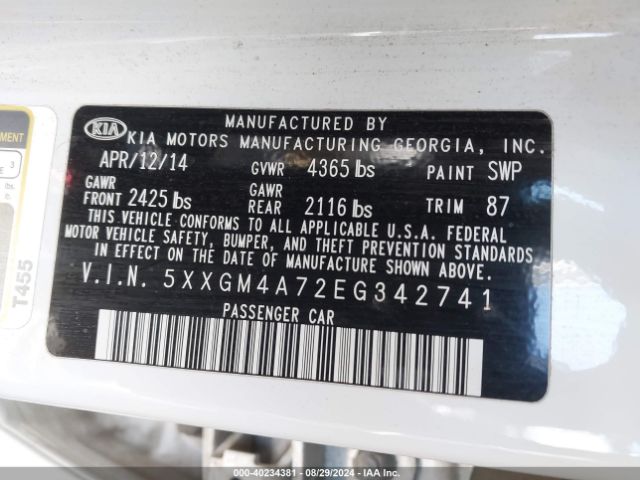 MANUFACTURED BY
KIA KIA MOTORS MANUFACTURING GEORGIA, INC.
APR/12/14 GVWR 4365 lbs PAINT SWP
GAWR FRONT 2425 lbs GAWR REAR 2116 lbs TRIM 87
THIS VEHICLE CONFORMS TO ALL APPLICABLE U.S.A. FEDERAL
MOTOR VEHICLE SAFETY, BUMPER, AND THEFT PREVENTION STANDARDS
IN EFFECT ON THE DATE OF MANUFACTURE SHOWN ABOVE.
V.I.N. 5XXGM4A72EG342741
PASSENGER CAR
T455
3
lbs.
000-40234381 - 08/29/2024 - IAA Inc.